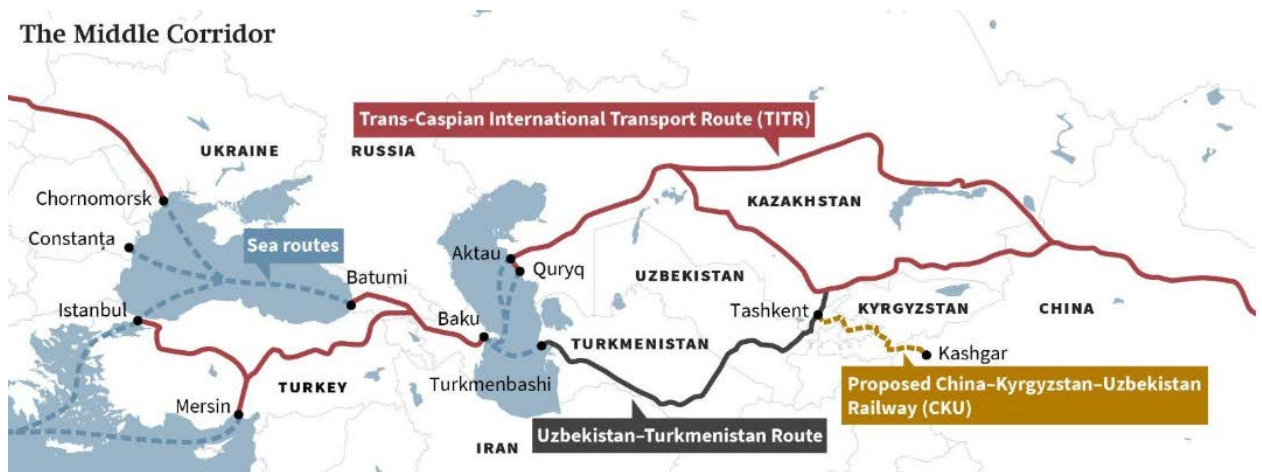 The Middle Corridor
Trans-Caspian International Transport Route (TITR)
UKRAINE
RUSSIA
Chornomorsk
KAZAKHSTAN
Constanţa
Sea routes
Aktau
Quryq
UZBEKISTAN
Batumi
Istanbul
Baku
Tashkent
KYRGYZSTAN
CHINA
TURKMENISTAN
Kashgar
TURKEY
Turkmenbashi
Mersin
Proposed China–Kyrgyzstan–Uzbekistan
Railway (CKU)
Uzbekistan–Turkmenistan Route
IRAN